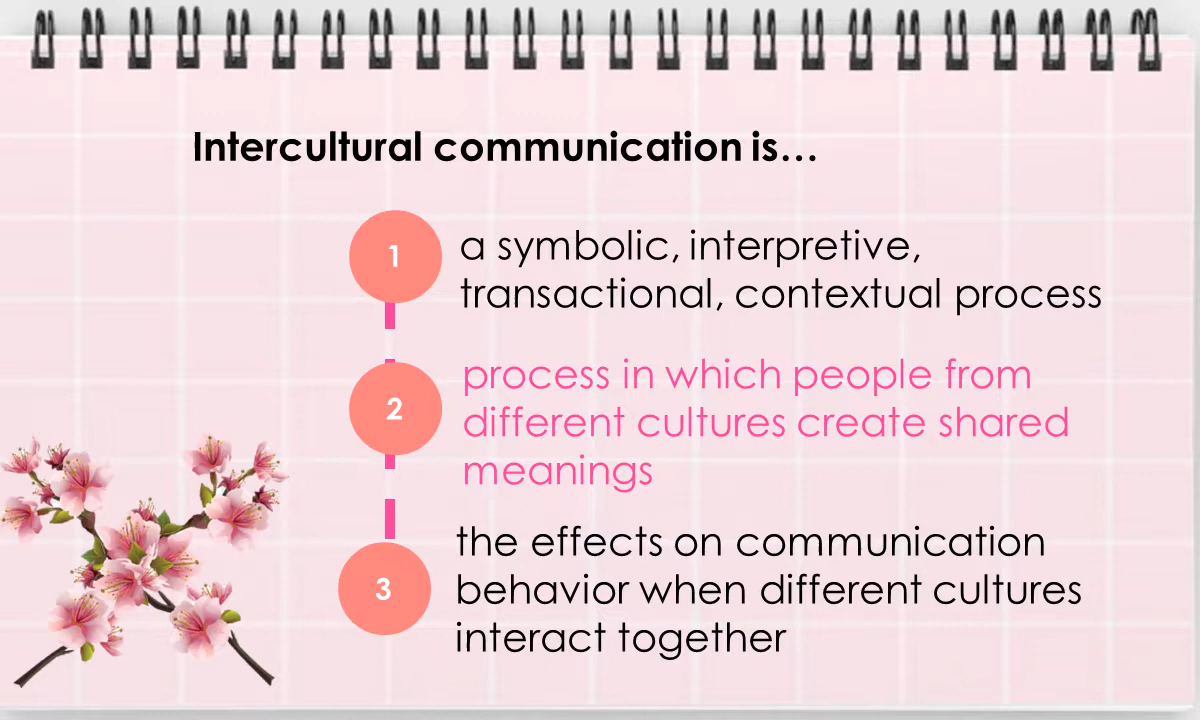 Intercultural communication is...
1
a symbolic, interpretive,
transactional, contextual process
2
process in which people from
different cultures create shared
meanings
3
the effects on communication
behavior when different cultures
interact together